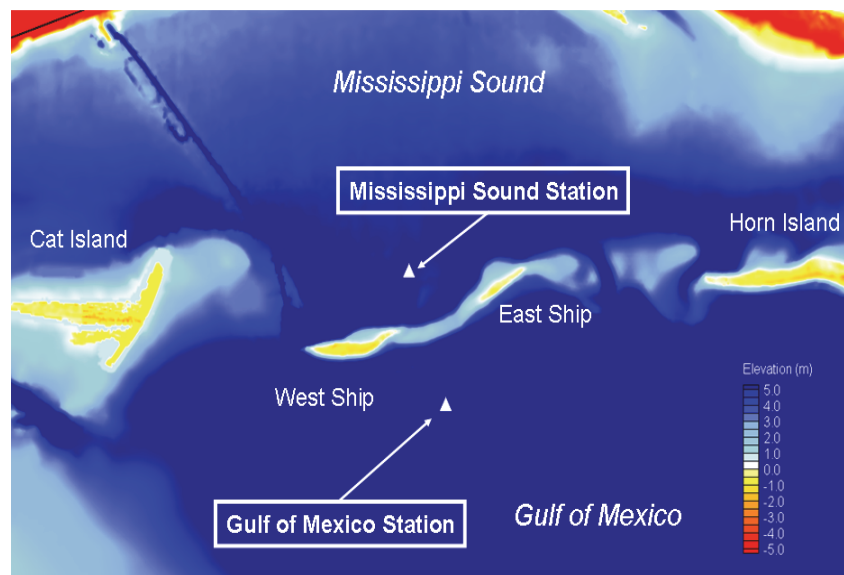 Mississippi Sound
Mississippi Sound Station
Cat Island
Horn Island
East Ship
West Ship
Gulf of Mexico Station
Gulf of Mexico
Elevation (m)
5.0
4.0
3.0
2.0
1.0
0.0
-1.0
-2.0
-3.0
-4.0
-5.0